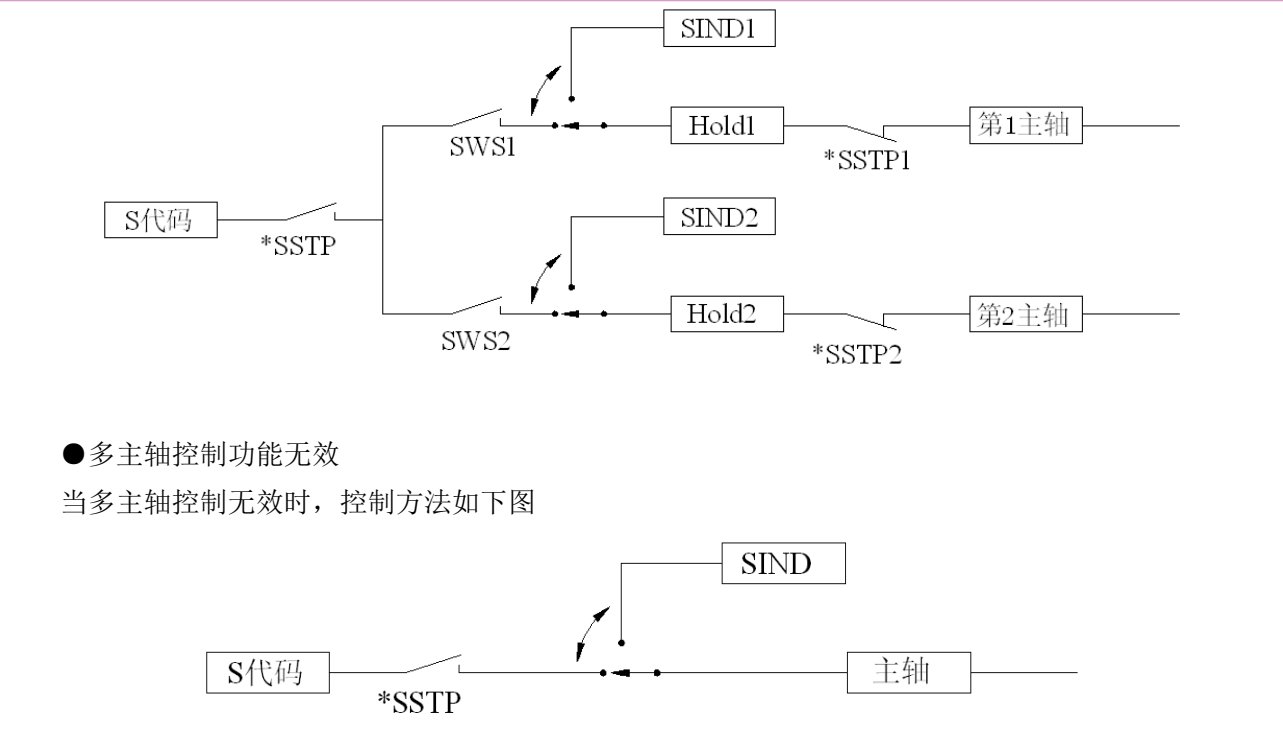 SIND1
SWS1
Hold1
*SSTP1
第1主轴
S代码
*SSTP
SIND2
SWS2
Hold2
*SSTP2
第2主轴
●多主轴控制功能无效
当多主轴控制无效时，控制方法如下图
SIND
S代码
*SSTP
主轴